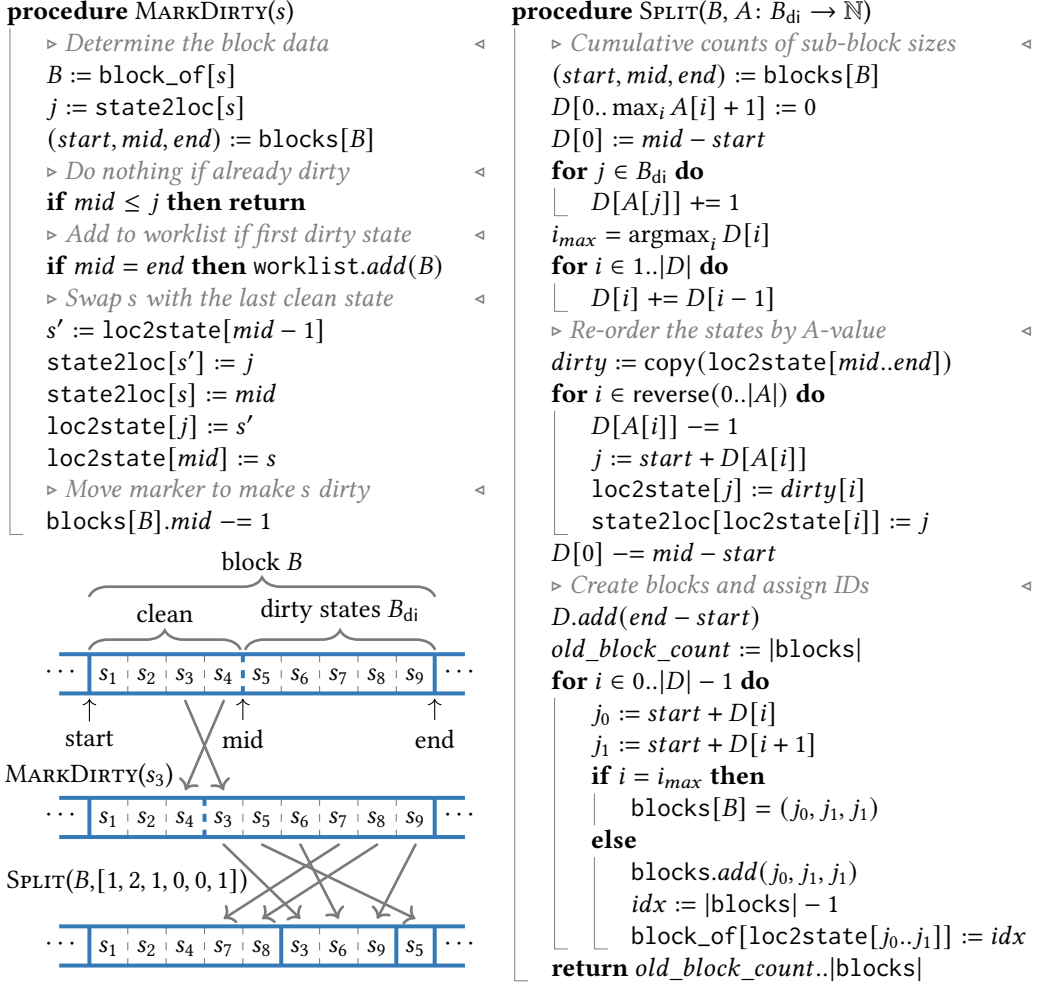 procedure MARKDIRTY(s)
▹ Determine the block data ◃
B := block_of[s]
j := state2loc[s]
(start, mid, end) := blocks[B]
▹ Do nothing if already dirty ◃
if mid ≤ j then return
▹ Add to worklist if first dirty state ◃
if mid = end then worklist.add(B)
▹ Swap s with the last clean state ◃
s′ := loc2state[mid − 1]
state2loc[s′] := j
state2loc[s] := mid
loc2state[j] := s′
loc2state[mid] := s
▹ Move marker to make s dirty ◃
blocks[B].mid −= 1
block B
clean dirty states B_di
⋯ s₁ s₂ s₃ s₄ s₅ s₆ s₇ s₈ s₉ ⋯
↑ ↑ ↑
start mid end
MARKDIRTY(s₃)
⋯ s₁ s₂ s₄ s₃ s₅ s₆ s₇ s₈ s₉ ⋯
SPLIT(B,[1, 2, 1, 0, 0, 1])
⋯ s₁ s₂ s₄ s₇ s₈ s₃ s₆ s₉ s₅ ⋯
procedure SPLIT(B, A: B_di → ℕ)
▹ Cumulative counts of sub-block sizes ◃
(start, mid, end) := blocks[B]
D[0.. max_i A[i] + 1] := 0
D[0] := mid − start
for j ∈ B_di do
D[A[j]] += 1
i_max = argmax_i D[i]
for i ∈ 1..|D| do
D[i] += D[i − 1]
▹ Re-order the states by A-value ◃
dirty := copy(loc2state[mid..end])
for i ∈ reverse(0..|A|) do
D[A[i]] −= 1
j := start + D[A[i]]
loc2state[j] := dirty[i]
state2loc[loc2state[i]] := j
D[0] −= mid − start
▹ Create blocks and assign IDs ◃
D.add(end − start)
old_block_count := |blocks|
for i ∈ 0..|D| − 1 do
j₀ := start + D[i]
j₁ := start + D[i + 1]
if i = i_max then
blocks[B] = (j₀, j₁, j₁)
else
blocks.add(j₀, j₁, j₁)
idx := |blocks| − 1
block_of[loc2state[j₀..j₁]] := idx
return old_block_count..|blocks|